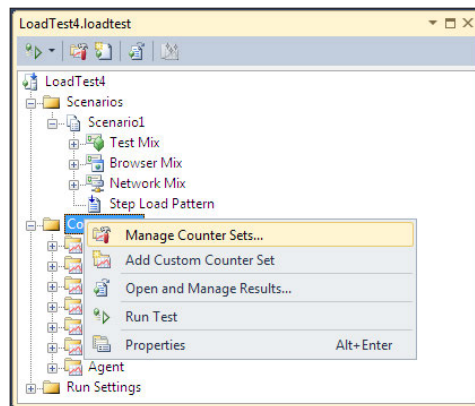 LoadTest4.loadtest
LoadTest4
Scenarios
Scenario1
Test Mix
Browser Mix
Network Mix
Step Load Pattern
Co
Manage Counter Sets...
Add Custom Counter Set
Open and Manage Results...
Run Test
Properties Alt+Enter
Agent
Run Settings